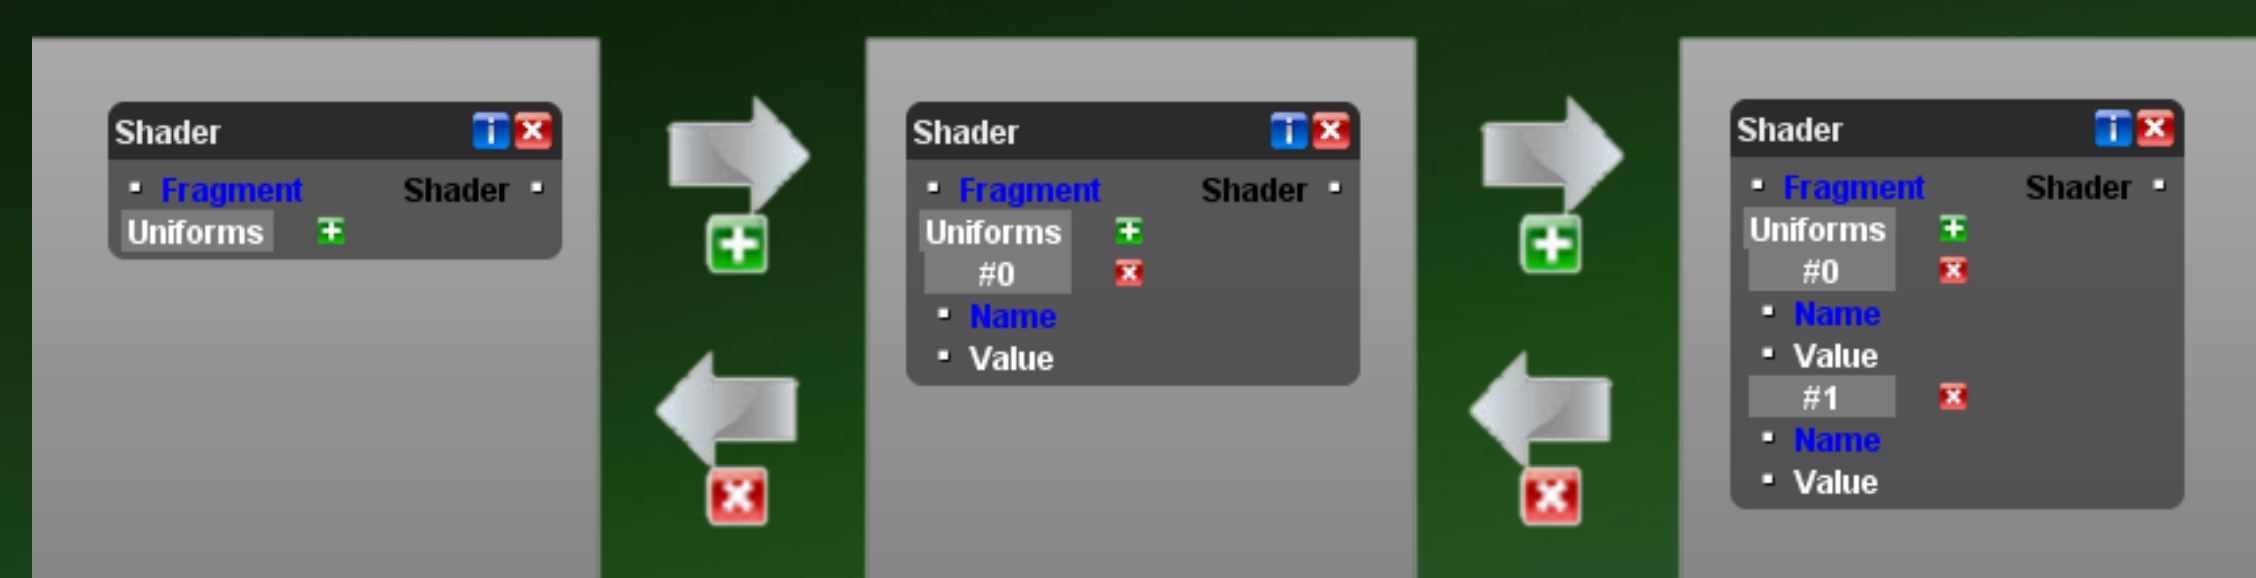 Shader
Fragment Shader
Uniforms
Shader
Fragment Shader
Uniforms
#0
Name
Value
Shader
Fragment Shader
Uniforms
#0
Name
Value
#1
Name
Value